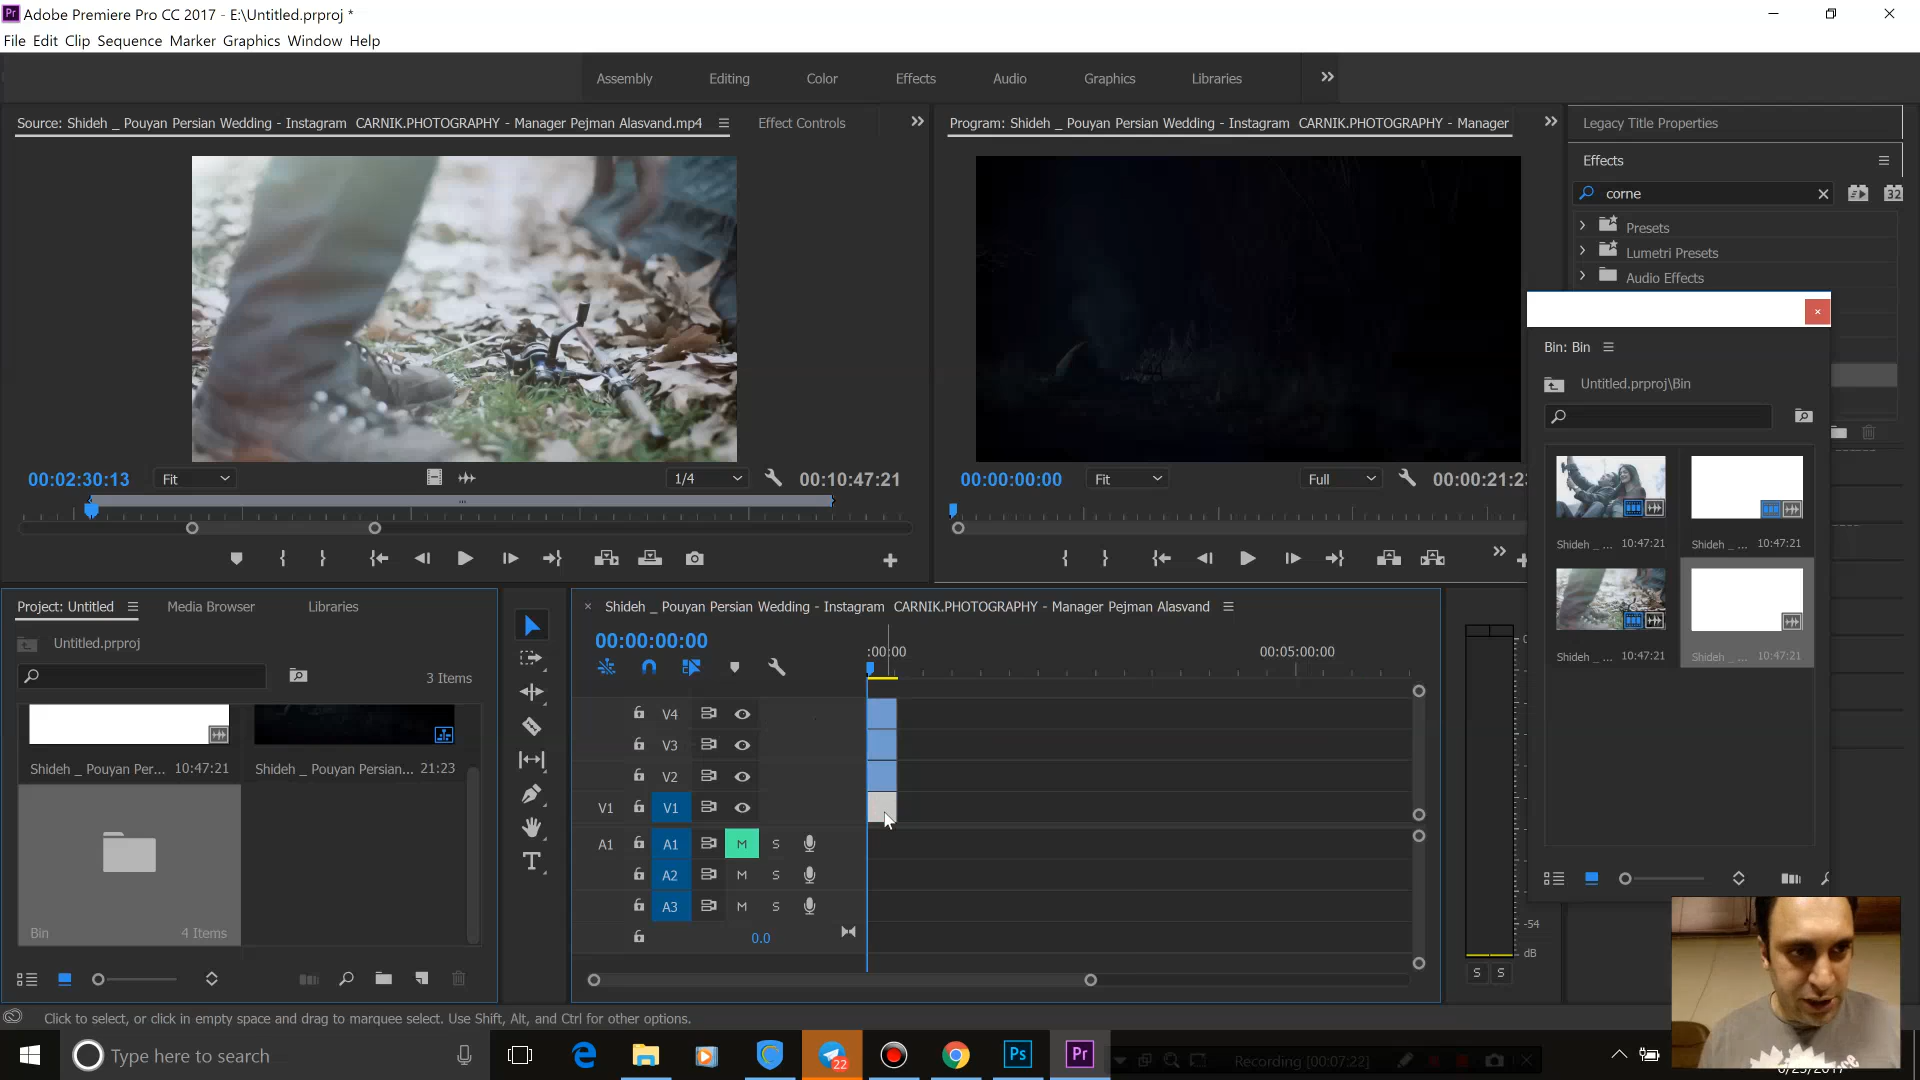 Pr Adobe Premiere Pro CC 2017 - E:\Untitled.prproj *
File Edit Clip Sequence Marker Graphics Window Help
Assembly Editing Color Effects Audio Graphics Libraries
Source: Shideh _ Pouyan Persian Wedding - Instagram CARNIK.PHOTOGRAPHY - Manager Pejman Alasvand.mp4
Effect Controls
Program: Shideh _ Pouyan Persian Wedding - Instagram CARNIK.PHOTOGRAPHY - Manager
Legacy Title Properties
Effects
corne
32
Presets
Lumetri Presets
Audio Effects
Bin: Bin
Untitled.prproj\Bin
Shideh _ ... 10:47:21
Shideh _ ... 10:47:21
Shideh _ ... 10:47:21
Shideh _ ... 10:47:21
00:02:30:13
Fit
1/4
00:10:47:21
00:00:00:00
Fit
Full
00:00:21:23
Project: Untitled
Media Browser
Libraries
Untitled.prproj
3 Items
Shideh _ Pouyan Per... 10:47:21
Shideh _ Pouyan Persian... 21:23
Bin 4 Items
× Shideh _ Pouyan Persian Wedding - Instagram CARNIK.PHOTOGRAPHY - Manager Pejman Alasvand
00:00:00:00
:00:00
00:05:00:00
V4
V3
V2
V1 V1
A1 A1 M S
A2 M S
A3 M S
0.0
-54
dB
S S
Click to select, or click in empty space and drag to marquee select. Use Shift, Alt, and Ctrl for other options.
Type here to search
22
Ps
Pr
Recording [00:07:22]